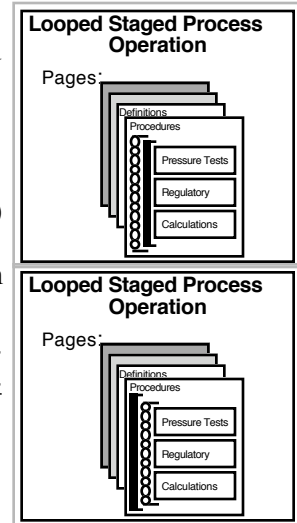 Looped Staged Process
Operation
Pages:
Definitions
Procedures
Pressure Tests
Regulatory
Calculations
Looped Staged Process
Operation
Pages:
Definitions
Procedures
Pressure Tests
Regulatory
Calculations